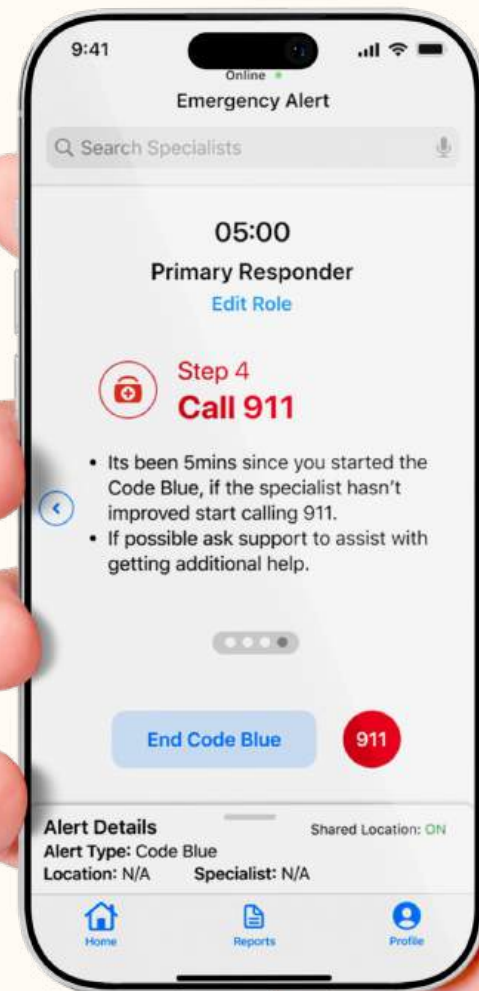 9:41
Online
Emergency Alert
Search Specialists
05:00
Primary Responder
Edit Role
Step 4
Call 911
• Its been 5mins since you started the
Code Blue, if the specialist hasn't
improved start calling 911.
• If possible ask support to assist with
getting additional help.
End Code Blue
911
Alert Details
Shared Location: ON
Alert Type: Code Blue
Location: N/A Specialist: N/A
Home Reports Profile